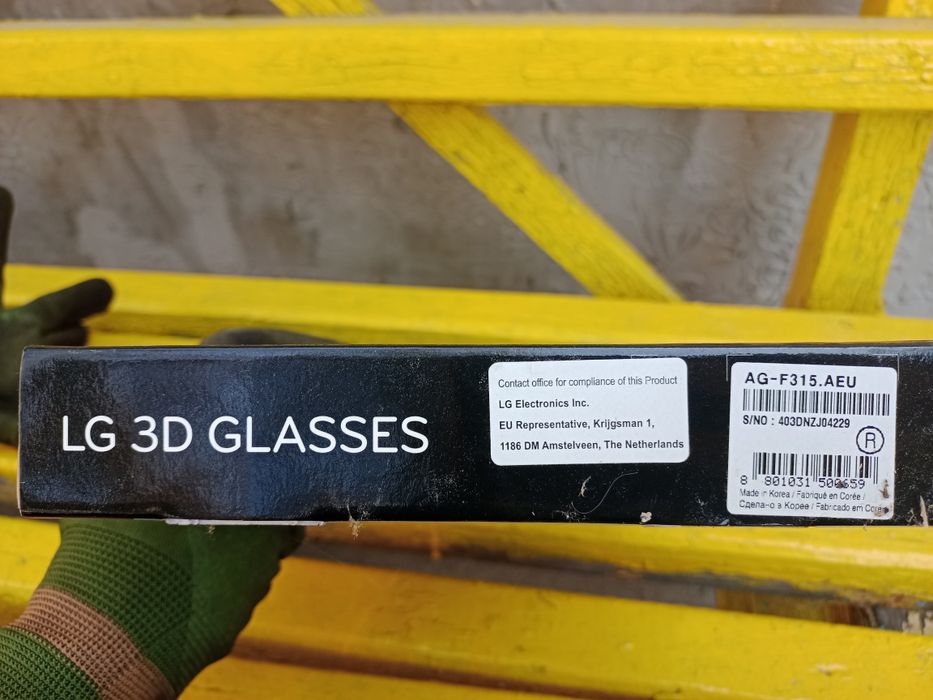 LG 3D GLASSES
Contact office for compliance of this Product
LG Electronics Inc.
EU Representative, Krijgsman 1,
1186 DM Amstelveen, The Netherlands
AG-F315.AEU
S/NO : 403DNZJ04229
R
8 801031 500659
Made in Korea / Fabriqué en Corée /
Сделано в Корее / Fabricado em Corea